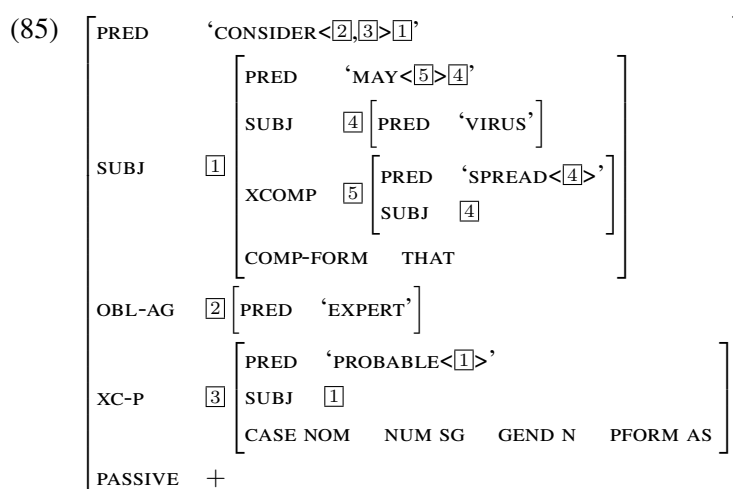 (85) PRED ‘CONSIDER<2,3>1’
PRED ‘MAY<5>4’
SUBJ 4 [PRED ‘VIRUS’]
SUBJ 1
XCOMP 5 [PRED ‘SPREAD<4>’
SUBJ 4]
COMP-FORM THAT
OBL-AG 2 [PRED ‘EXPERT’]
PRED ‘PROBABLE<1>’
XC-P 3 SUBJ 1
CASE NOM NUM SG GEND N PFORM AS
PASSIVE +